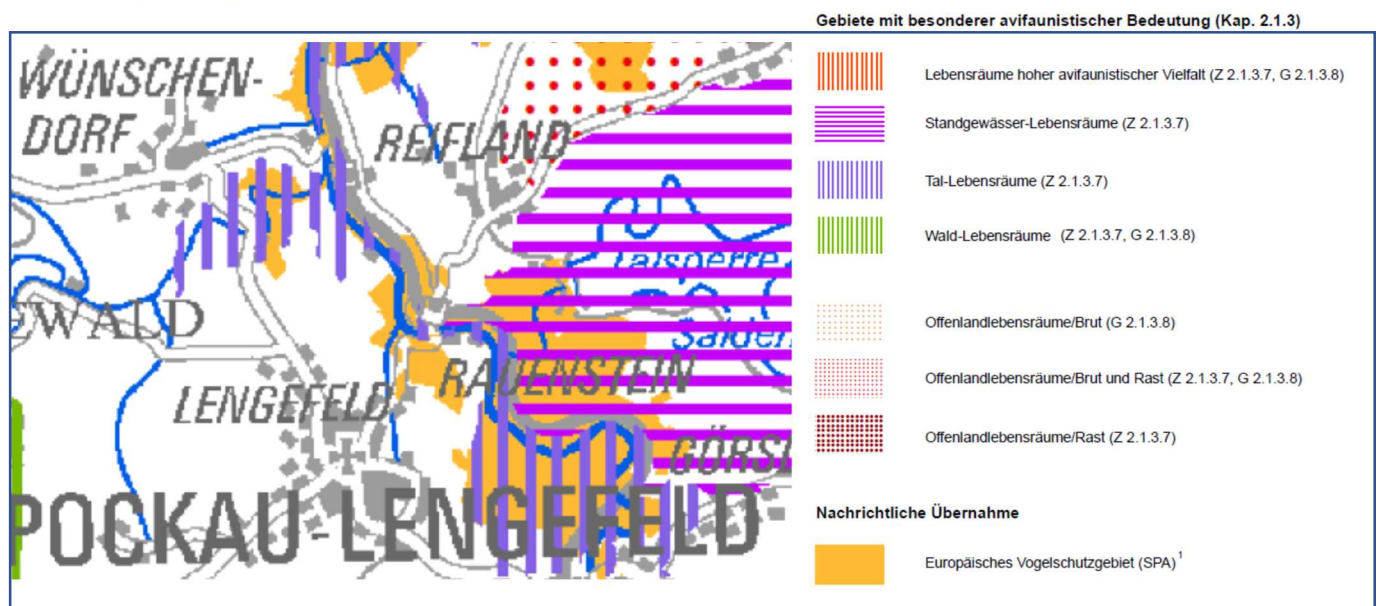 Gebiete mit besonderer avifaunistischer Bedeutung (Kap. 2.1.3)
WÜNSCHEN-
DORF
REIFLAND
Talsperre
EWALD
Saiden
RAUENSTEIN
LENGEFELD
GÖRS
POCKAU-LENGEFELD
Lebensräume hoher avifaunistischer Vielfalt (Z 2.1.3.7, G 2.1.3.8)
Standgewässer-Lebensräume (Z 2.1.3.7)
Tal-Lebensräume (Z 2.1.3.7)
Wald-Lebensräume (Z 2.1.3.7, G 2.1.3.8)
Offenlandlebensräume/Brut (G 2.1.3.8)
Offenlandlebensräume/Brut und Rast (Z 2.1.3.7, G 2.1.3.8)
Offenlandlebensräume/Rast (Z 2.1.3.7)
Nachrichtliche Übernahme
Europäisches Vogelschutzgebiet (SPA)¹